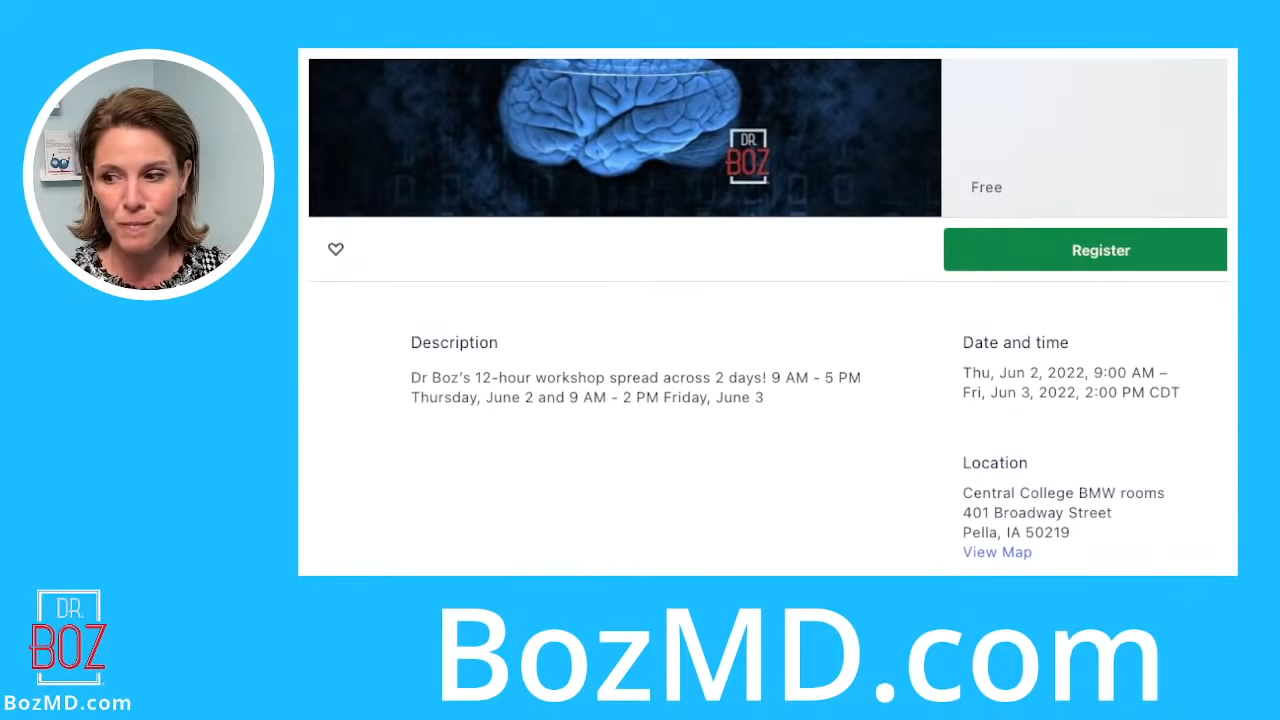 DR.
BOZ
Free
Register
Description
Dr Boz's 12-hour workshop spread across 2 days! 9 AM - 5 PM
Thursday, June 2 and 9 AM - 2 PM Friday, June 3
Date and time
Thu, Jun 2, 2022, 9:00 AM –
Fri, Jun 3, 2022, 2:00 PM CDT
Location
Central College BMW rooms
401 Broadway Street
Pella, IA 50219
View Map
DR.
BOZ
BozMD.com
BozMD.com